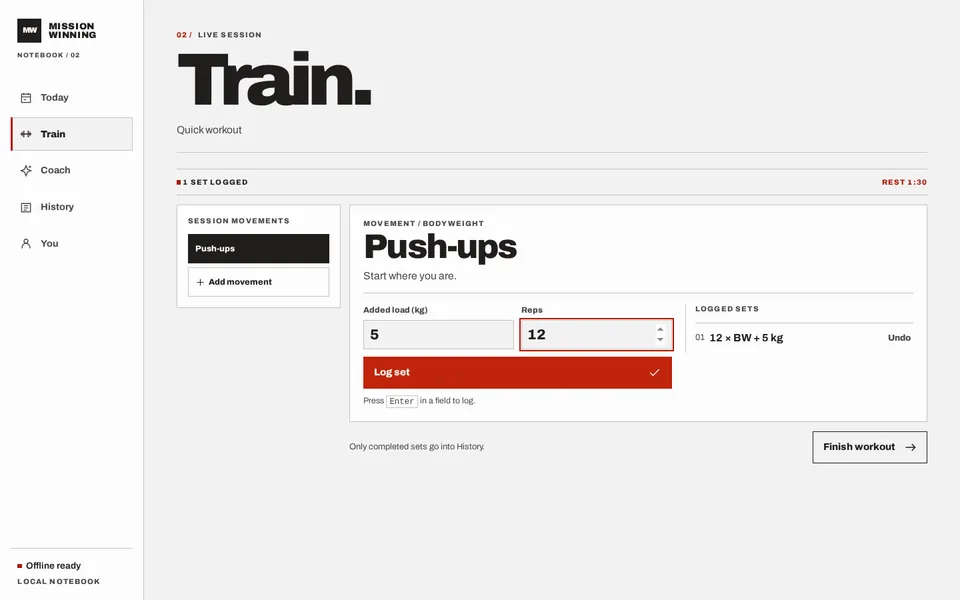 MW
MISSION
WINNING
NOTEBOOK / 02
Today
Train
Coach
History
You
Offline ready
LOCAL NOTEBOOK
02 / LIVE SESSION
Train.
Quick workout
1 SET LOGGED
REST 1:30
SESSION MOVEMENTS
Push-ups
+ Add movement
MOVEMENT / BODYWEIGHT
Push-ups
Start where you are.
Added load (kg)
5
Reps
12
Log set
Press Enter in a field to log.
LOGGED SETS
01 12 × BW + 5 kg Undo
Only completed sets go into History.
Finish workout →